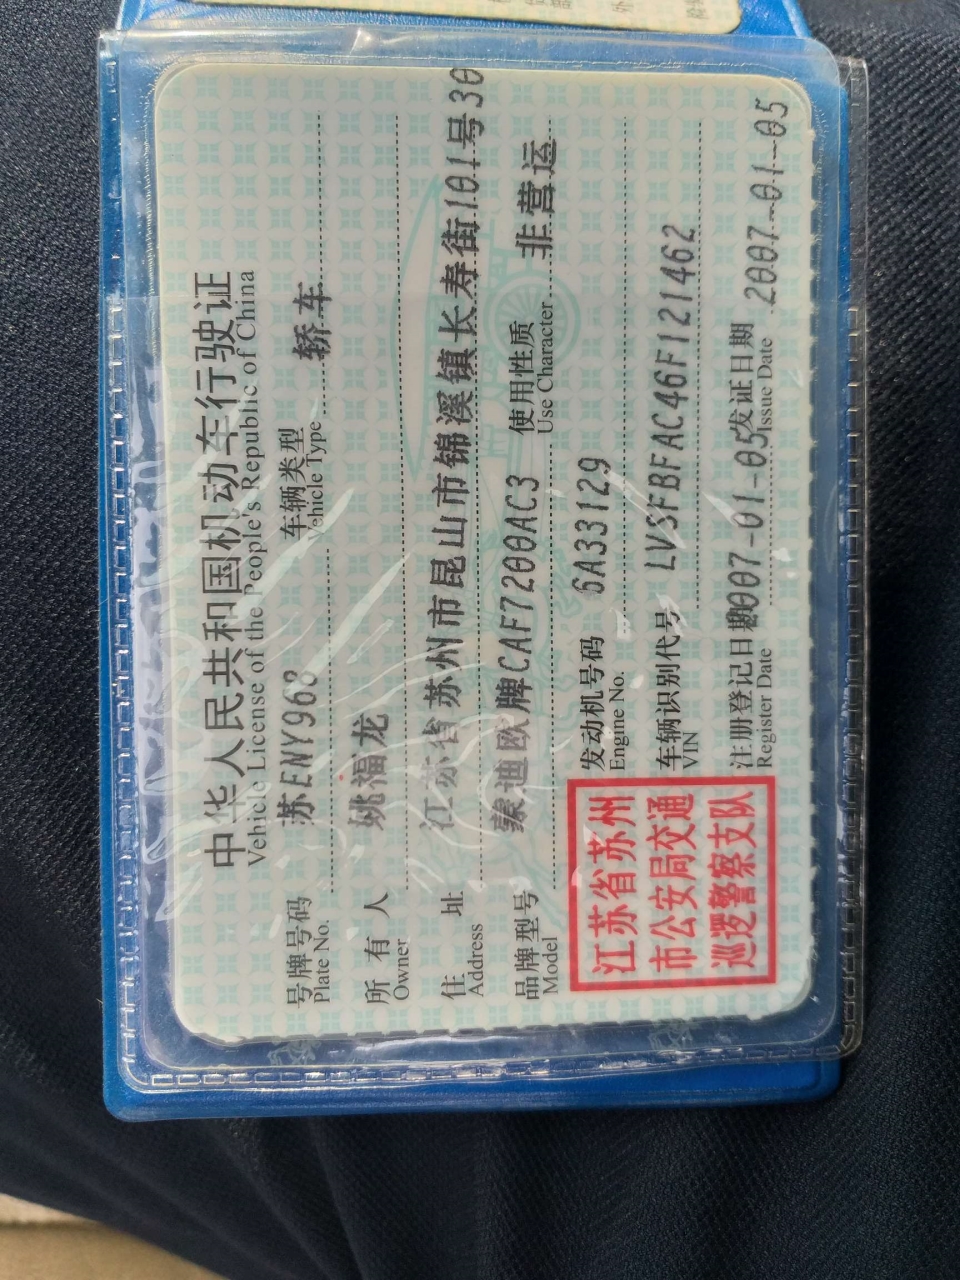 中华人民共和国机动车行驶证
Vehicle License of the People's Republic of China
号牌号码 苏ENY968 车辆类型 轿车
Plate No. Vehicle Type
所有人 姚福龙
Owner
住址 江苏省苏州市昆山市锦溪镇长寿街101号30
Address
品牌型号 蒙迪欧牌CAF7200AC3 使用性质 非营运
Model Use Character
发动机号码 6A33129
Engine No.
车辆识别代号 LVSFBFAC46F121462
VIN
注册登记日期 2007-01-05 发证日期 2007-01-05
Register Date Issue Date
江苏省苏州
市公安局交通
巡逻警察支队